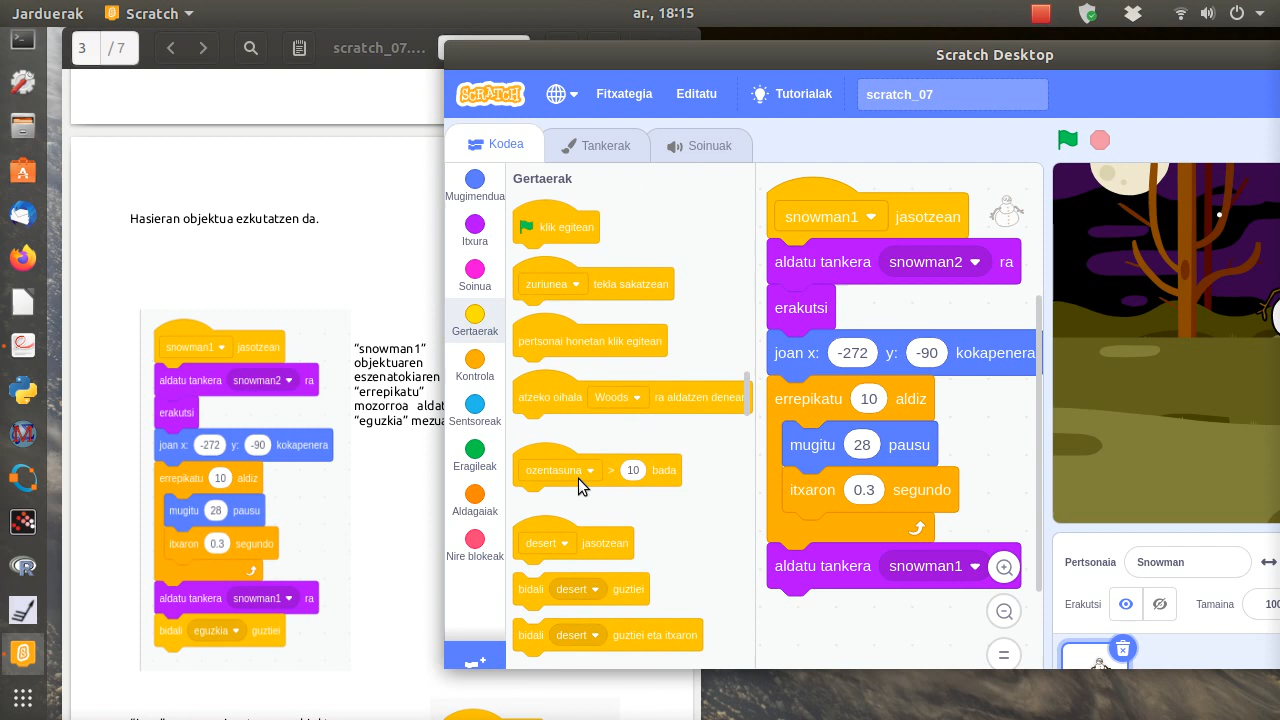 Jarduerak
Scratch
ar., 18:15
3 / 7
scratch_07....
Scratch Desktop
SCRATCH
Fitxategia
Editatu
Tutorialak
scratch_07
Kodea
Tankerak
Soinuak
Hasieran objektua ezkutatzen da.
snowman1 jasotzean
aldatu tankera snowman2 ra
erakutsi
joan x: -272 y: -90 kokapenera
errepikatu 10 aldiz
mugitu 28 pausu
itxaron 0.3 segundo
aldatu tankera snowman1 ra
bidali eguzkia guztiei
“snowman1”
objektuaren
eszenatokiaren
“errepikatu”
mozorroa aldat
“eguzkia” mezua
Mugimendua
Itxura
Soinua
Gertaerak
Kontrola
Sentsoreak
Eragileak
Aldagaiak
Nire blokeak
Gertaerak
klik egitean
zuriunea tekla sakatzean
pertsonai honetan klik egitean
atzeko oihala Woods ra aldatzen denean
ozentasuna > 10 bada
desert jasotzean
bidali desert guztiei
bidali desert guztiei eta itxaron
snowman1 jasotzean
aldatu tankera snowman2 ra
erakutsi
joan x: -272 y: -90 kokapenera
errepikatu 10 aldiz
mugitu 28 pausu
itxaron 0.3 segundo
aldatu tankera snowman1
Pertsonaia Snowman
Erakutsi
Tamaina 100